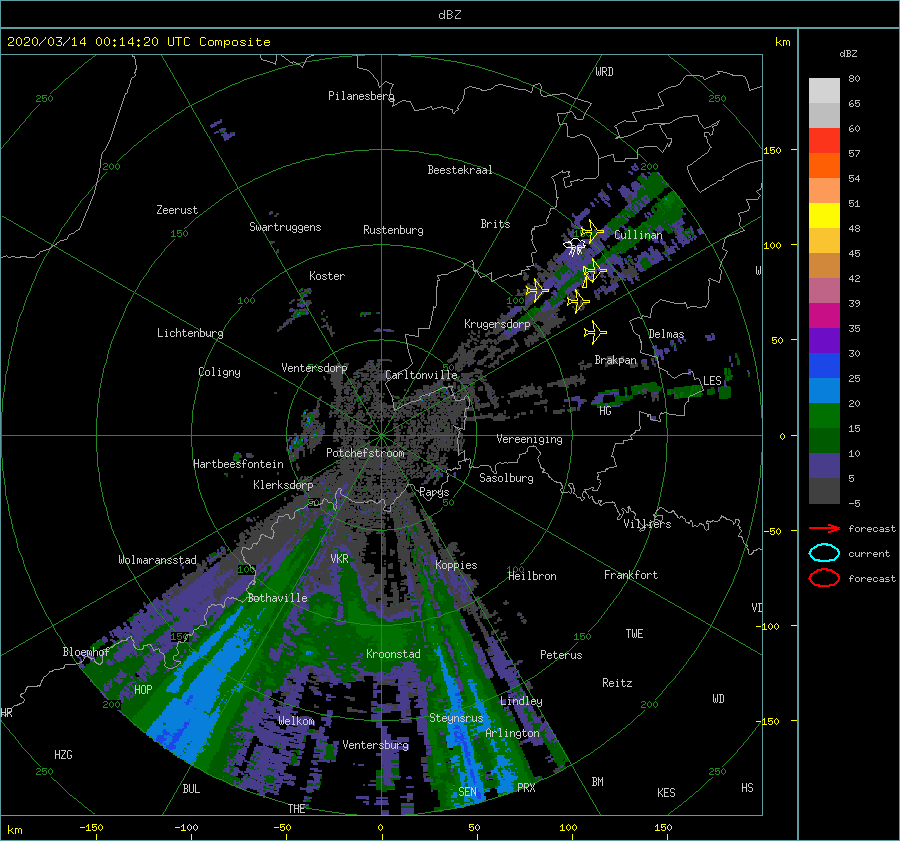 dBZ
2020/03/14 00:14:20 UTC Composite
km
dBZ
WRD
250
Pilanesberg
250
80
65
60
57
54
51
48
45
42
39
35
30
25
20
15
10
5
-5
150
200
200
Beestekraal
Zeerust
150
Swartruggens
Rustenburg
Brits
Cullinan
100
W
Koster
100
100
Krugersdorp
Lichtenburg
Delmas
50
Brakpan
Coligny
Ventersdorp
Carltonville
LES
HG
Vereeniging
0
Potchefstroom
Hartbeesfontein
Sasolburg
Klerksdorp
Parys
50
50
Villiers
-50
forecast
current
forecast
Wolmaransstad
VKR
Koppies
100
100
Heilbron
Frankfort
Bothaville
VI
-100
150
150
TWE
Bloemhof
Kroonstad
Peterus
HOP
Reitz
WD
200
200
Lindley
HR
Welkom
Steynsrus
-150
Arlington
HZG
Ventersburg
250
250
BUL
SEN
PRX
BM
KES
HS
THE
km
-150
-100
-50
0
50
100
150